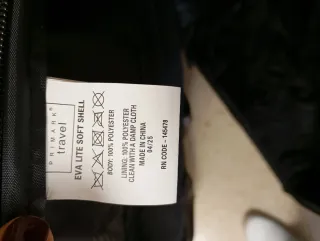 PRIMARK®
travel
EVA LITE SOFT SHELL
BODY: 100% POLYESTER
LINING: 100% POLYESTER
CLEAN WITH A DAMP CLOTH
MADE IN CHINA
04/25
RN CODE - 145478